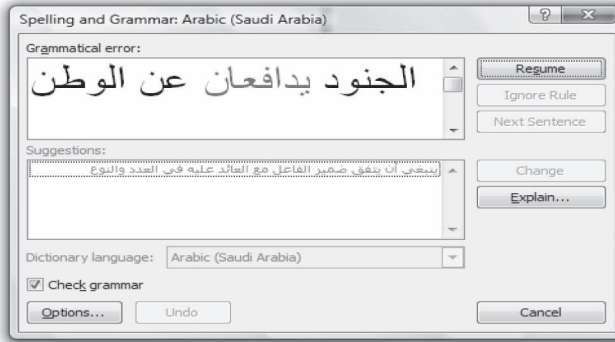 Spelling and Grammar: Arabic (Saudi Arabia)
Grammatical error:
الجنود يدافعان عن الوطن
Resume
Ignore Rule
Next Sentence
Suggestions:
ينبغي أن يتفق ضمير الفاعل مع العائد عليه في العدد والنوع
Change
Explain...
Dictionary language: Arabic (Saudi Arabia)
Check grammar
Options... Undo Cancel